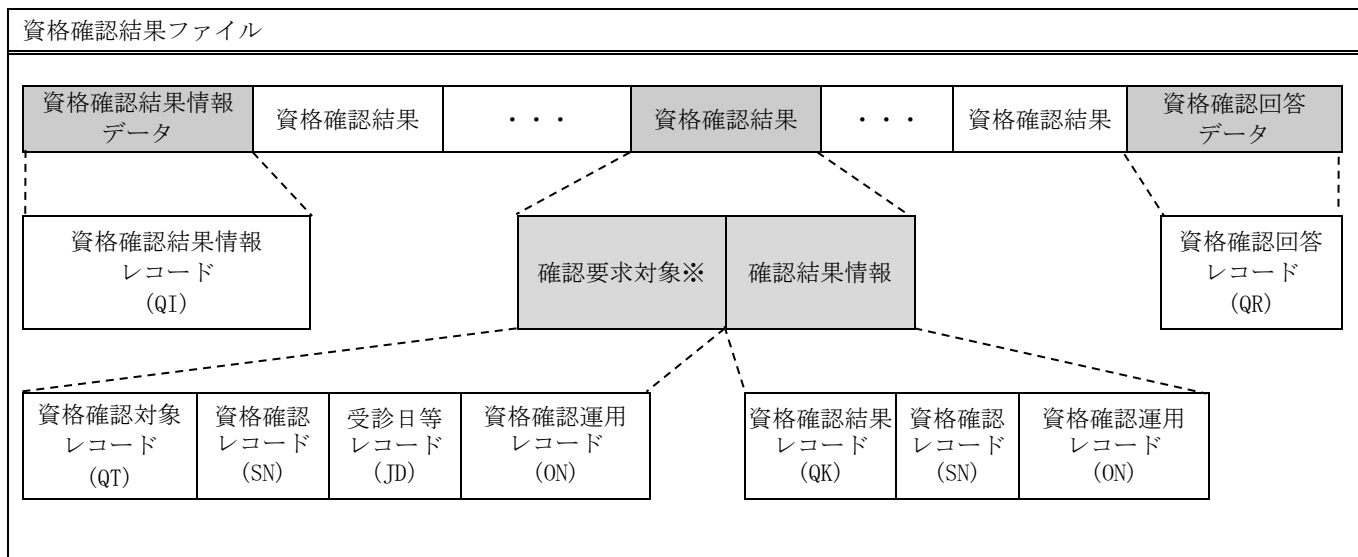 資格確認結果ファイル
資格確認結果情報
データ
資格確認結果
・・・
資格確認結果
・・・
資格確認結果
資格確認回答
データ
資格確認結果情報
レコード
(QI)
確認要求対象※
確認結果情報
資格確認回答
レコード
(QR)
資格確認対象
レコード
(QT)
資格確認
レコード
(SN)
受診日等
レコード
(JD)
資格確認運用
レコード
(ON)
資格確認結果
レコード
(QK)
資格確認
レコード
(SN)
資格確認運用
レコード
(ON)